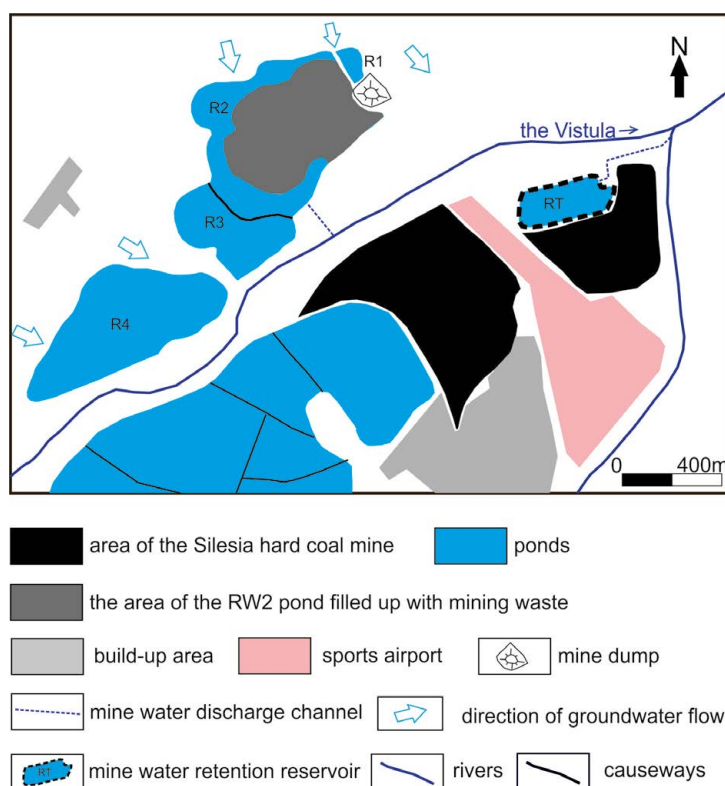 R1
N
R2
the Vistula→
RT
R3
R4
0 400m
area of the Silesia hard coal mine ponds
the area of the RW2 pond filled up with mining waste
build-up area sports airport mine dump
mine water discharge channel direction of groundwater flow
RT mine water retention reservoir rivers causeways